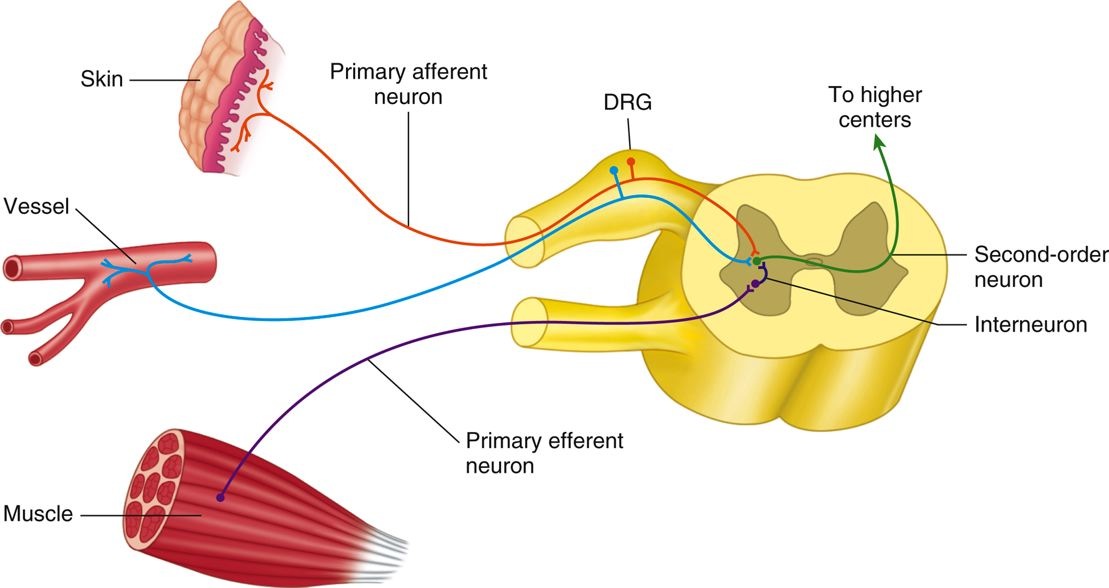 Skin
Primary afferent
neuron
DRG
To higher
centers
Vessel
Second-order
neuron
Interneuron
Primary efferent
neuron
Muscle